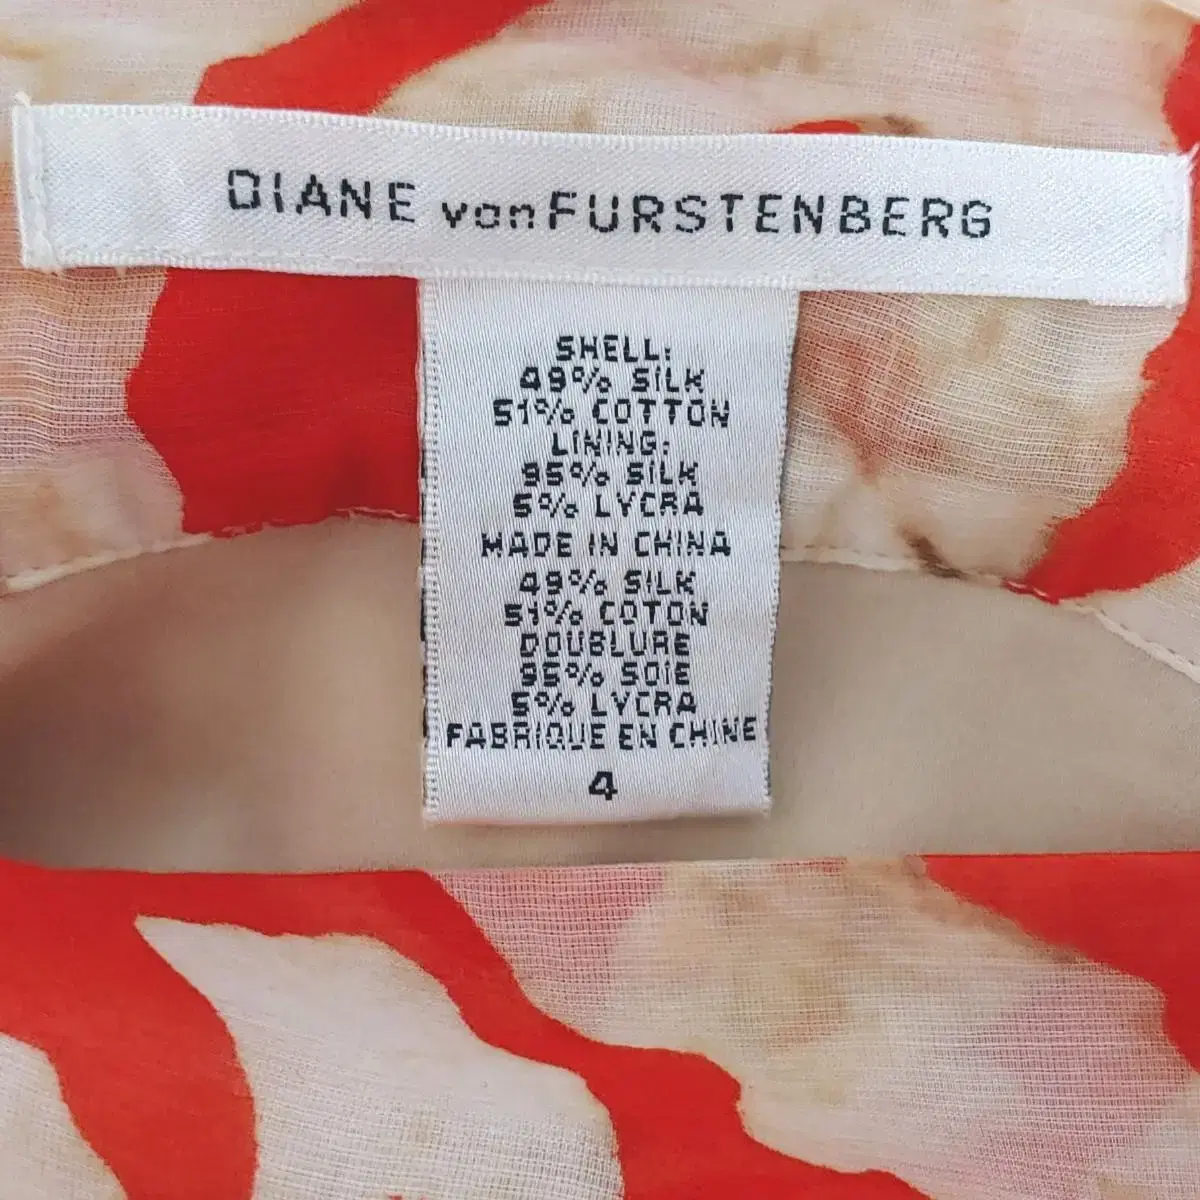 DIANE von FURSTENBERG
SHELL:
49% SILK
51% COTTON
LINING:
95% SILK
5% LYCRA
MADE IN CHINA
49% SILK
51% COTON
DOUBLURE
95% SOIE
5% LYCRA
FABRIQUE EN CHINE
4